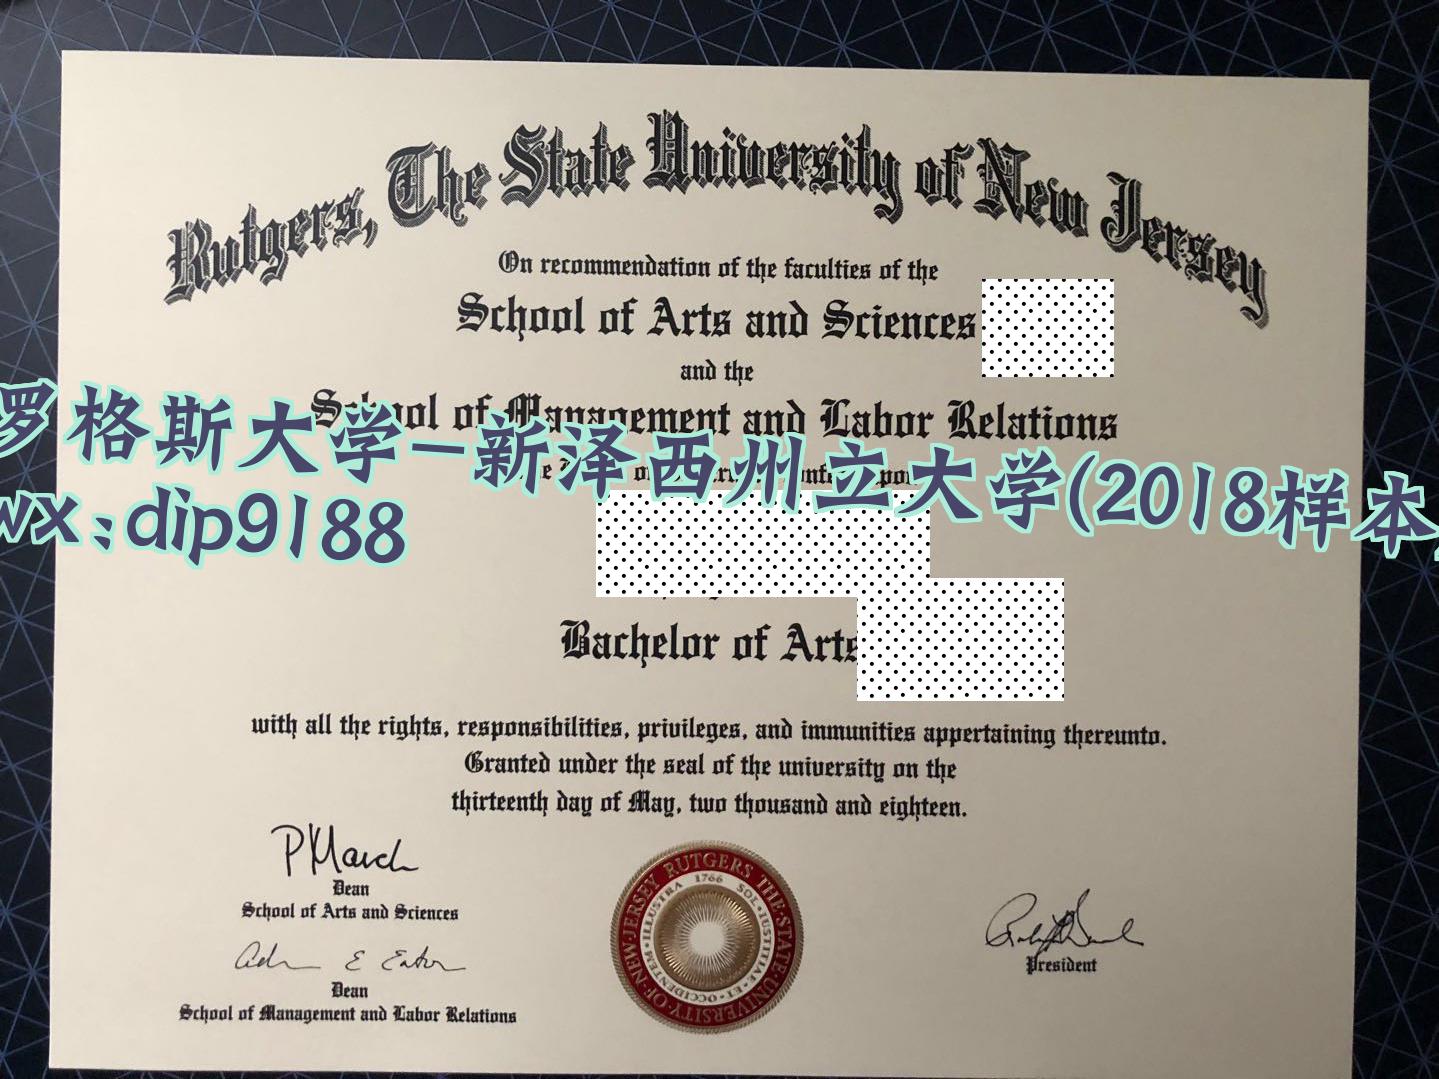 Rutgers, The State University of New Jersey
On recommendation of the faculties of the
School of Arts and Sciences
and the
School of Management and Labor Relations
罗格斯大学-新泽西州立大学(2018样本
wx;dip9188
Bachelor of Arts
with all the rights, responsibilities, privileges, and immunities appertaining thereunto.
Granted under the seal of the university on the
thirteenth day of May, two thousand and eighteen.
Dean
School of Arts and Sciences
Dean
School of Management and Labor Relations
RUTGERS THE·STATE·UNIVERSITY·OF·NEW·JERSEY
1766
SOL·IUSTITIAE·ET·OCCIDENTEM·ILLUSTRA
President